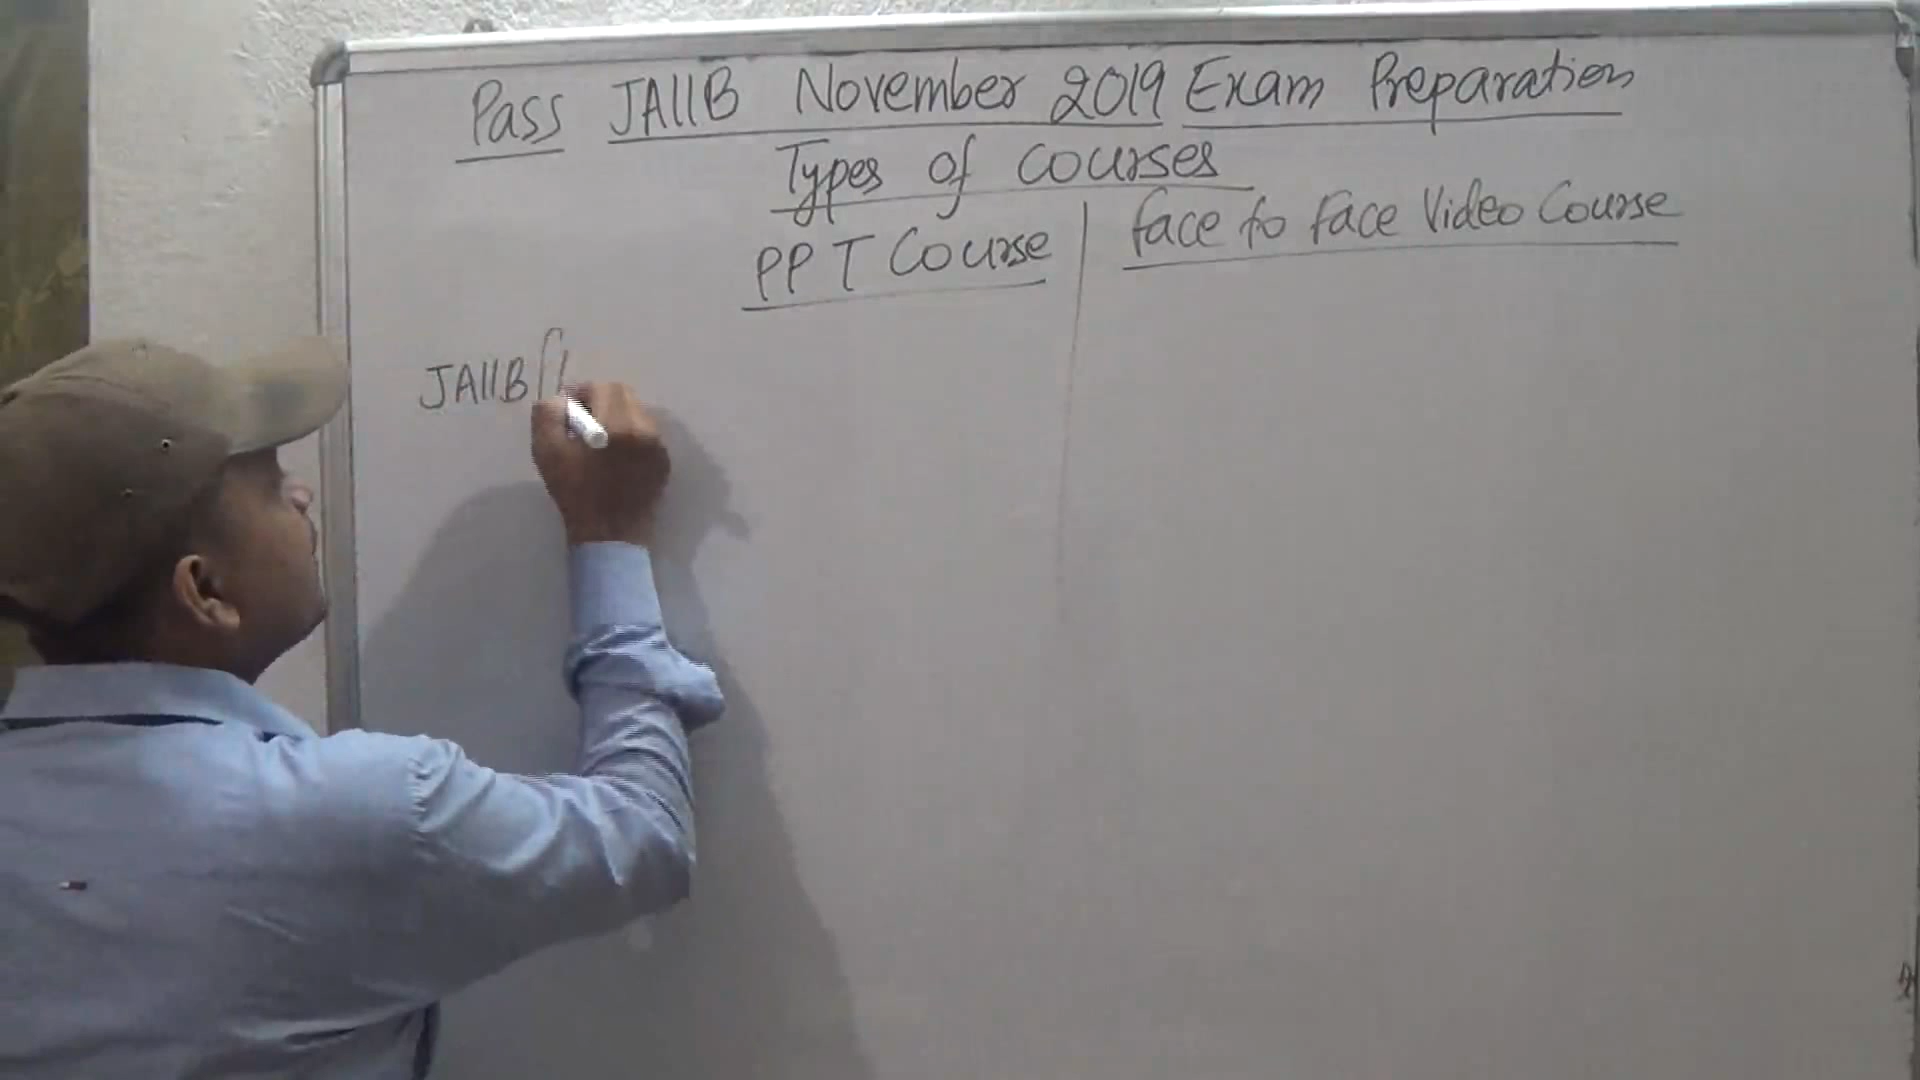 Pass JAIIB November 2019 Exam Preparation
Types of courses
PPT Course | face to face Video Course
JAIIB (